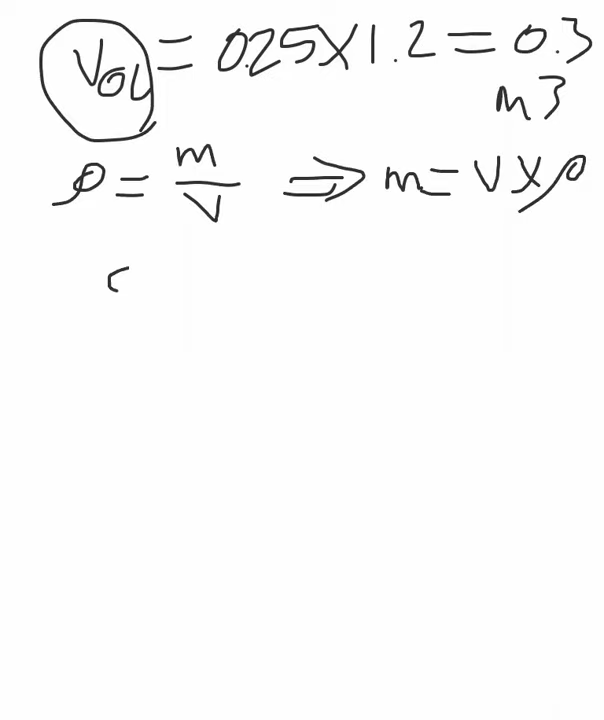 Vol = 0.25 X 1.2 = 0.3
m3
ρ = m/V ⇒ m = V X ρ